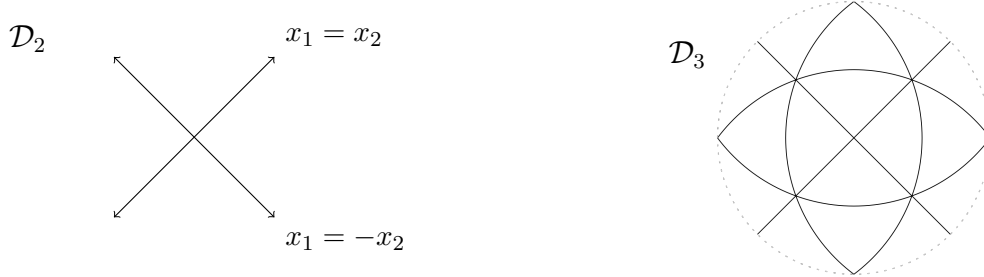 𝒟₂
x₁ = x₂
𝒟₃
x₁ = −x₂